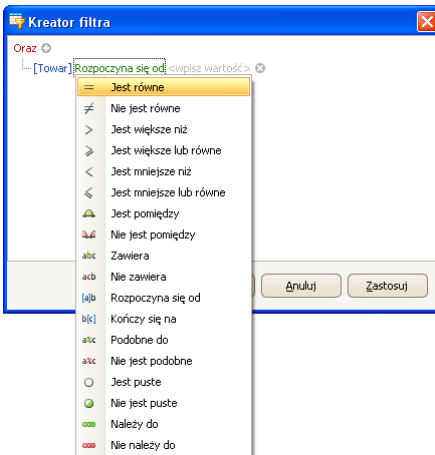 Kreator filtra
Oraz
[Towar] Rozpoczyna się od <wpisz wartość>
= Jest równe
≠ Nie jest równe
> Jest większe niż
⩾ Jest większe lub równe
< Jest mniejsze niż
⩽ Jest mniejsze lub równe
Jest pomiędzy
Nie jest pomiędzy
abc Zawiera
acb Nie zawiera
[a]b Rozpoczyna się od
b[c] Kończy się na
a%c Podobne do
a%c Nie jest podobne
Jest puste
Nie jest puste
Należy do
Nie należy do
Anuluj
Zastosuj